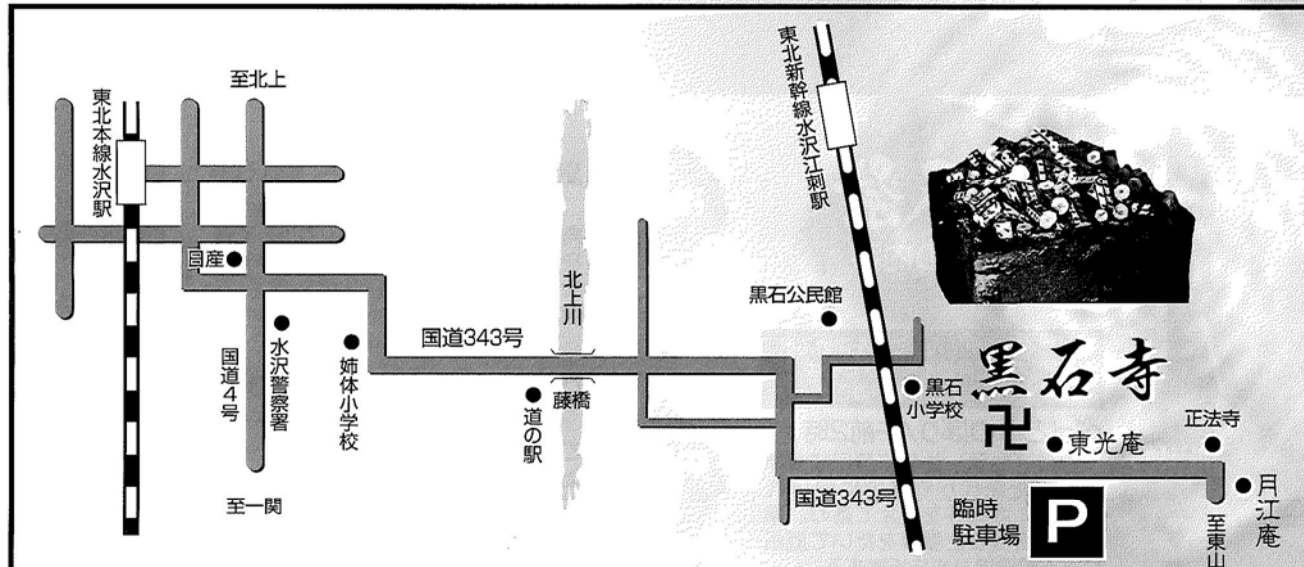 至北上
東北本線水沢駅
日産
国道4号
水沢警察署
姉体小学校
至一関
国道343号
北上川
藤橋
道の駅
東北新幹線水沢江刺駅
黒石公民館
黒石
小学校
黒石寺
卍
東光庵
正法寺
月江庵
国道343号
臨時
駐車場
P
至東山